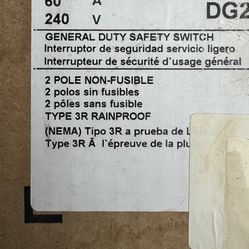 60 A
240 V DG2
GENERAL DUTY SAFETY SWITCH
Interruptor de seguridad servicio ligero
Interrupteur de sécurité d`usage général
2 POLE NON-FUSIBLE
2 polos sin fusibles
2 pôles sans fusible
TYPE 3R RAINPROOF
(NEMA) Tipo 3R a prueba de L
Type 3R Â l`épreuve de la plu